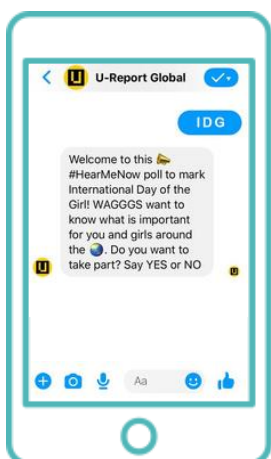 U-Report Global
IDG
Welcome to this
#HearMeNow poll to mark
International Day of the
Girl! WAGGGS want to
know what is important
for you and girls around
the 🌏. Do you want to
take part? Say YES or NO
Aa